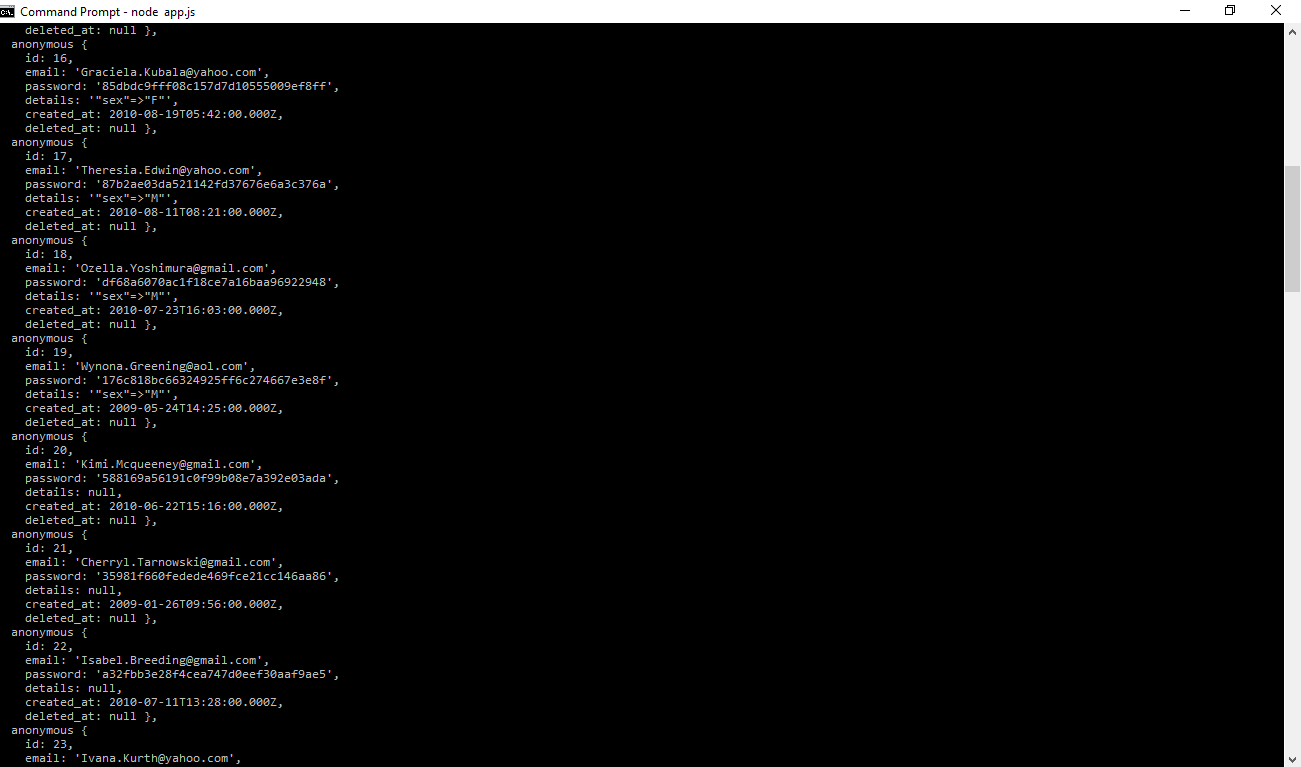 Command Prompt - node  app.js
deleted_at: null },
anonymous {
id: 16,
email: 'Graciela.Kubala@yahoo.com',
password: '85dbdc9fff08c157d7d10555009ef8ff',
details: '"sex"=>"F"',
created_at: 2010-08-19T05:42:00.000Z,
deleted_at: null },
anonymous {
id: 17,
email: 'Theresia.Edwin@yahoo.com',
password: '87b2ae03da521142fd37676e6a3c376a',
details: '"sex"=>"M"',
created_at: 2010-08-11T08:21:00.000Z,
deleted_at: null },
anonymous {
id: 18,
email: 'Ozella.Yoshimura@gmail.com',
password: 'df68a6070ac1f18ce7a16baa96922948',
details: '"sex"=>"M"',
created_at: 2010-07-23T16:03:00.000Z,
deleted_at: null },
anonymous {
id: 19,
email: 'Wynona.Greening@aol.com',
password: '176c818bc66324925ff6c274667e3e8f',
details: '"sex"=>"M"',
created_at: 2009-05-24T14:25:00.000Z,
deleted_at: null },
anonymous {
id: 20,
email: 'Kimi.Mcqueeney@gmail.com',
password: '588169a56191c0f99b08e7a392e03ada',
details: null,
created_at: 2010-06-22T15:16:00.000Z,
deleted_at: null },
anonymous {
id: 21,
email: 'Cherryl.Tarnowski@gmail.com',
password: '35981f660fedede469fce21cc146aa86',
details: null,
created_at: 2009-01-26T09:56:00.000Z,
deleted_at: null },
anonymous {
id: 22,
email: 'Isabel.Breeding@gmail.com',
password: 'a32fbb3e28f4cea747d0eef30aaf9ae5',
details: null,
created_at: 2010-07-11T13:28:00.000Z,
deleted_at: null },
anonymous {
id: 23,
email: 'Ivana.Kurth@yahoo.com',